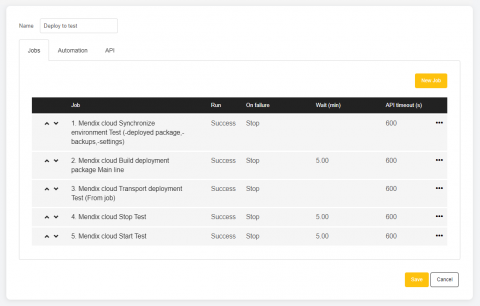 Name Deploy to test
Jobs Automation API
New Job
Job Run On failure Wait (min) API timeout (s)
1. Mendix cloud Synchronize Success Stop 600 •••
environment Test (-deployed package,-
backups,-settings)
2. Mendix cloud Build deployment Success Stop 5.00 600 •••
package Main line
3. Mendix cloud Transport deployment Success Stop 600 •••
Test (From job)
4. Mendix cloud Stop Test Success Stop 5.00 600 •••
5. Mendix cloud Start Test Success Stop 5.00 600 •••
Save Cancel